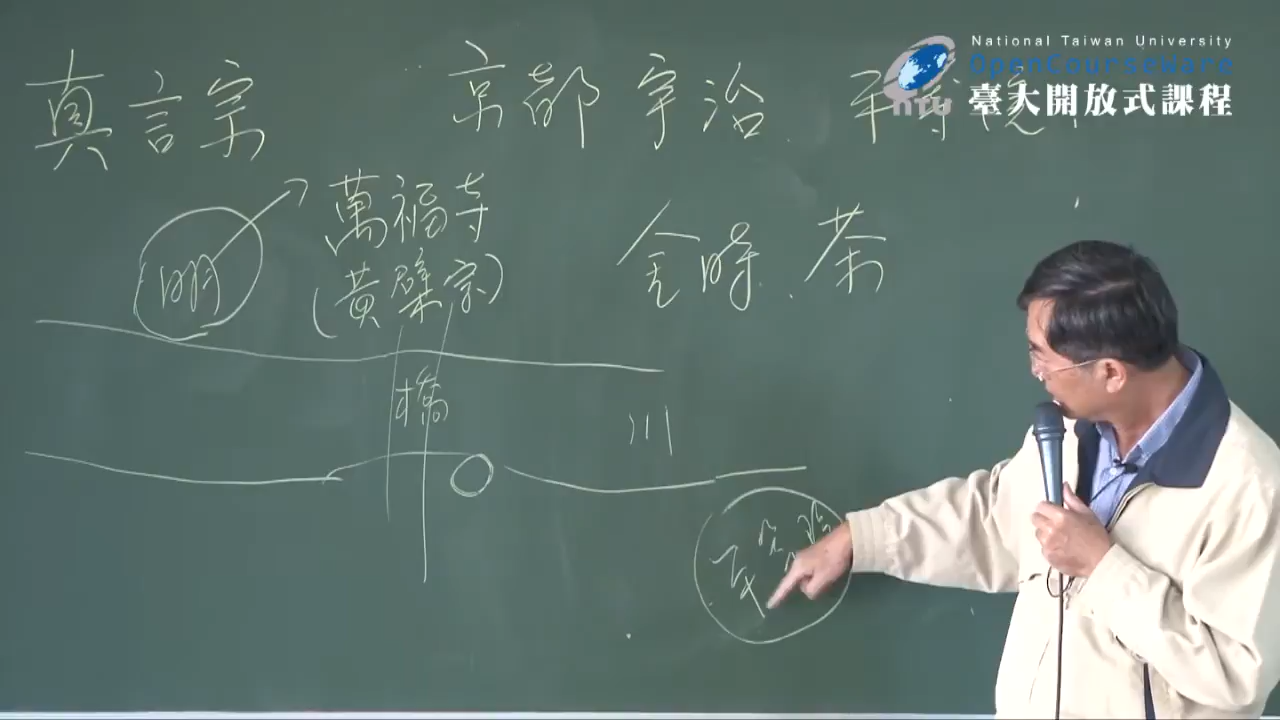 National Taiwan University
OpenCourseWare
臺大開放式課程
NTU
真言宗 京都宇治、平等院
萬福寺 金時、茶
明 (黃檗宗)
橋
川